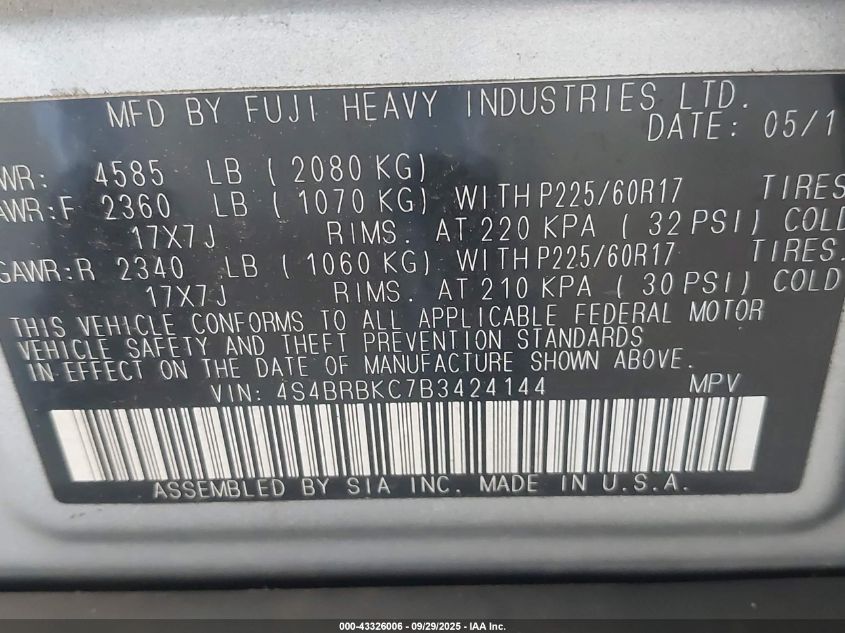 MFD BY FUJI HEAVY INDUSTRIES LTD.
DATE: 05/1
WR: 4585 LB ( 2080 KG)
AWR:F 2360 LB ( 1070 KG) WITH P225/60R17 TIRES
17X7J RIMS. AT 220 KPA ( 32 PSI) COLD
GAWR:R 2340 LB ( 1060 KG) WITH P225/60R17 TIRES.
17X7J RIMS. AT 210 KPA ( 30 PSI) COLD
THIS VEHICLE CONFORMS TO ALL APPLICABLE FEDERAL MOTOR
VEHICLE SAFETY AND THEFT PREVENTION STANDARDS
IN EFFECT ON THE DATE OF MANUFACTURE SHOWN ABOVE.
VIN: 4S4BRBKC7B3424144 MPV
ASSEMBLED BY SIA INC. MADE IN U.S.A.
000-43326006 - 09/29/2025 - IAA Inc.